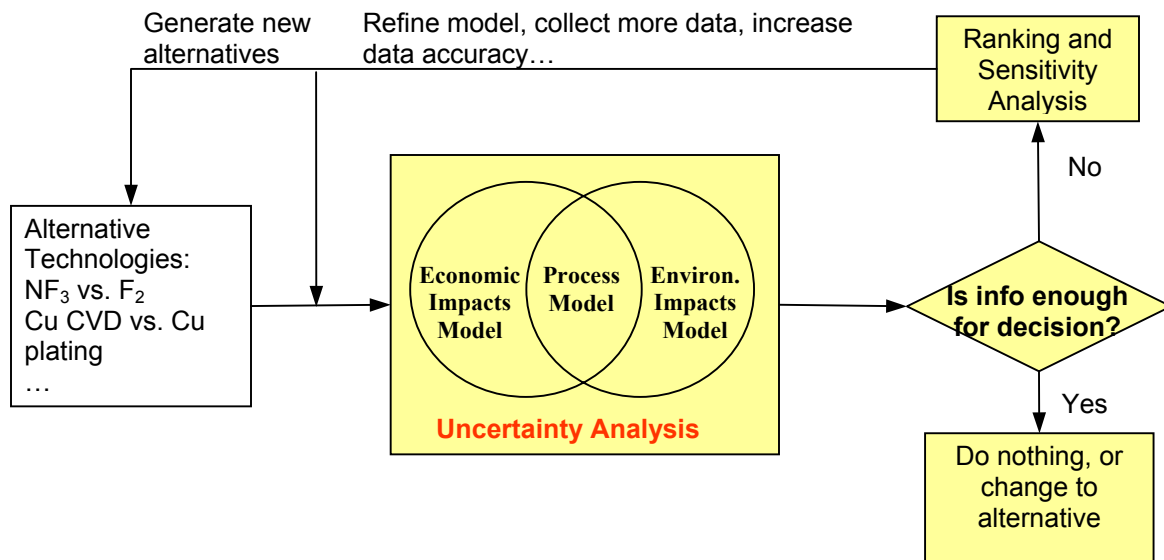 Generate new
alternatives
Refine model, collect more data, increase
data accuracy…
Ranking and
Sensitivity
Analysis
No
Alternative
Technologies:
NF₃ vs. F₂
Cu CVD vs. Cu
plating
…
Economic
Impacts
Model
Process
Model
Environ.
Impacts
Model
Uncertainty Analysis
Is info enough
for decision?
Yes
Do nothing, or
change to
alternative